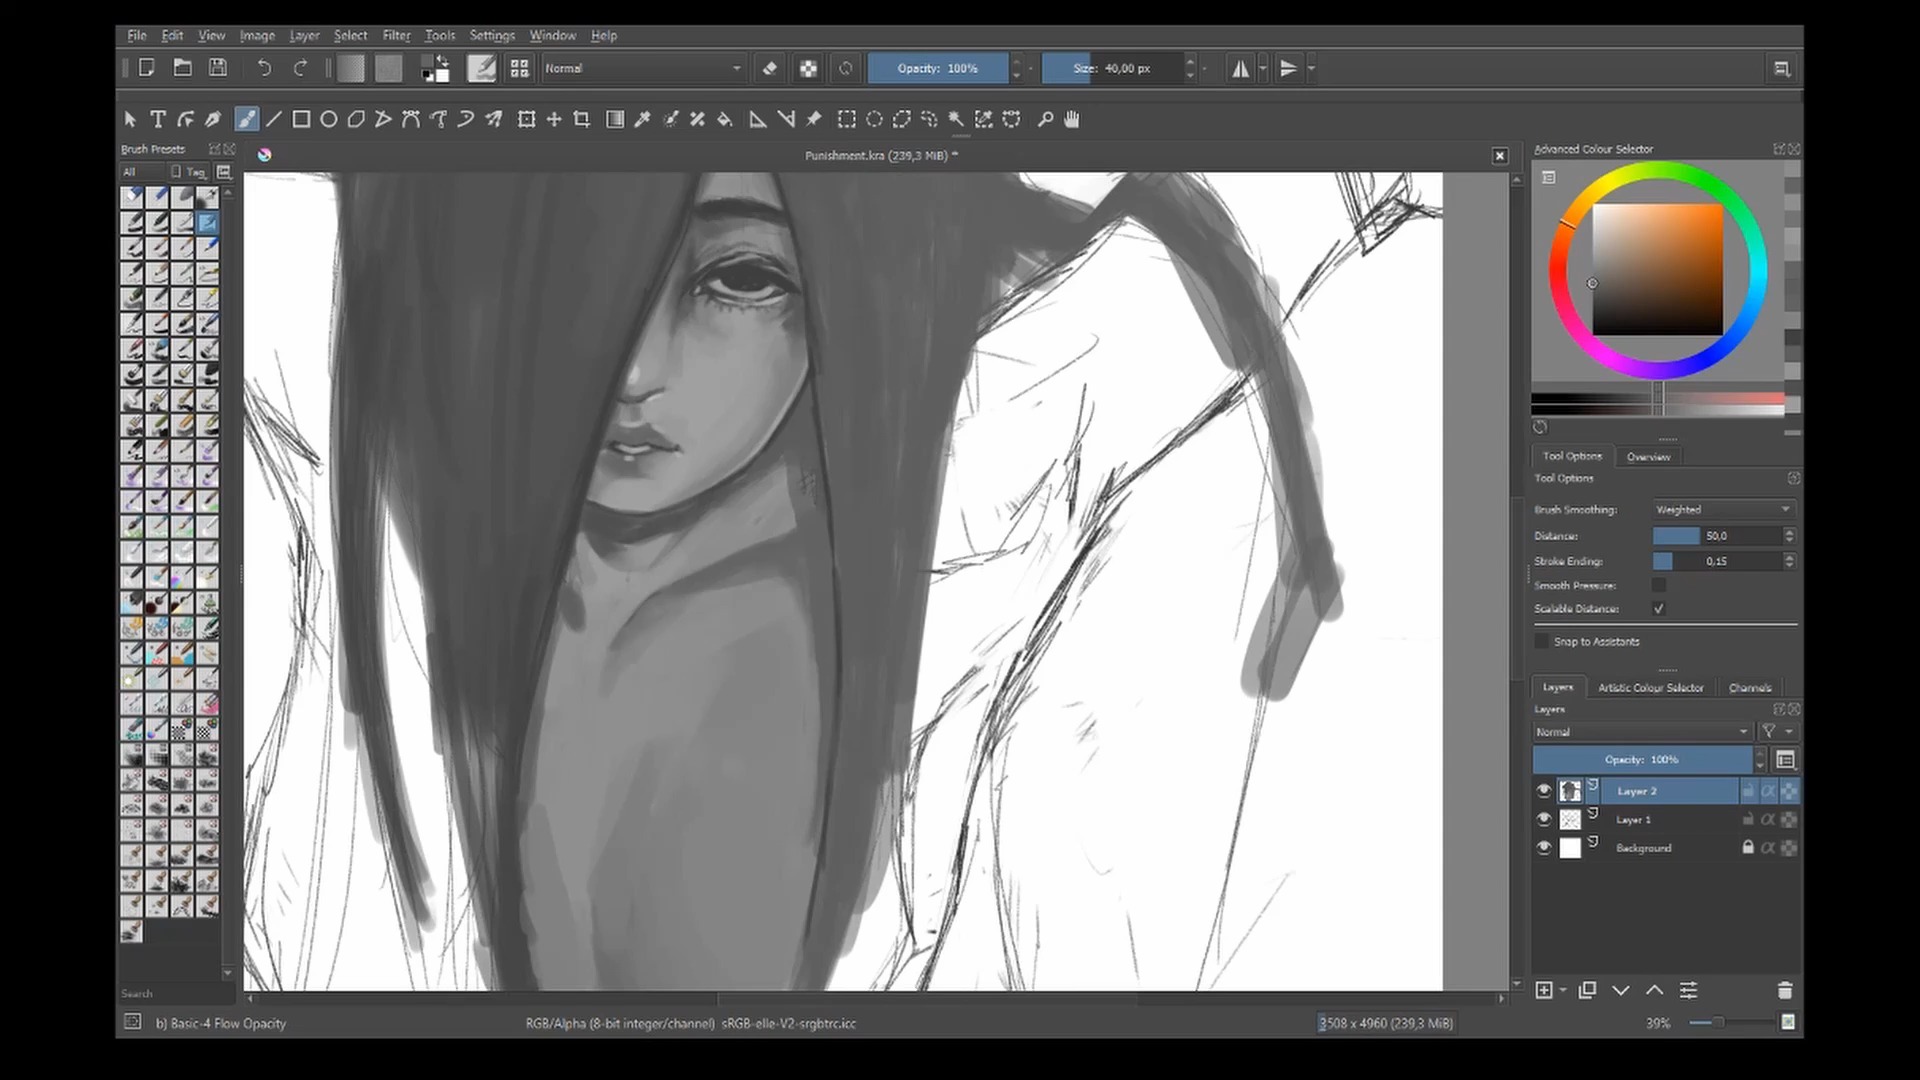 File Edit View Image Layer Select Filter Tools Settings Window Help
Normal Opacity: 100% Size: 40,00 px
Brush Presets
All Tag
Punishment.kra (239,3 MiB) *
Advanced Colour Selector
Tool Options Overview
Tool Options
Brush Smoothing: Weighted
Distance: 50,0
Stroke Ending: 0,15
Smooth Pressure:
Scalable Distance:
Snap to Assistants
Layers Artistic Colour Selector Channels
Layers
Normal
Opacity: 100%
Layer 2
Layer 1
Background
Search
b) Basic-4 Flow Opacity RGB/Alpha (8-bit integer/channel) sRGB-elle-V2-srgbtrc.icc 3508 x 4960 (239,3 MiB) 39%